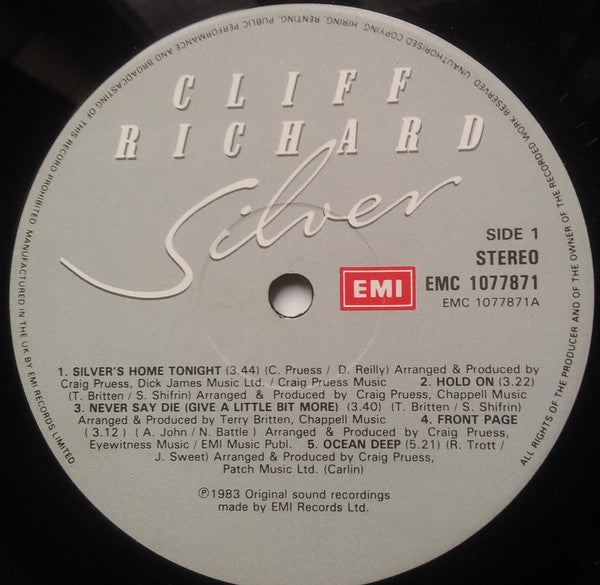 CLIFF
RICHARD
Silver
SIDE 1
STEREO
EMI
EMC 1077871
EMC 1077871A
1. SILVER'S HOME TONIGHT (3.44) (C. Pruess / D. Reilly) Arranged & Produced by
Craig Pruess, Dick James Music Ltd. / Craig Pruess Music 2. HOLD ON (3.22)
(T. Britten / S. Shifrin) Arranged & Produced by Craig Pruess, Chappell Music
3. NEVER SAY DIE (GIVE A LITTLE BIT MORE) (3.40) (T. Britten / S. Shifrin)
Arranged & Produced by Terry Britten, Chappell Music 4. FRONT PAGE
(3.12) (A. John / N. Battle) Arranged & Produced by Craig Pruess,
Eyewitness Music / EMI Music Publ. 5. OCEAN DEEP (5.21) (R. Trott /
J. Sweet) Arranged & Produced by Craig Pruess,
Patch Music Ltd. (Carlin)
Ⓟ1983 Original sound recordings
made by EMI Records Ltd.
ALL RIGHTS OF THE PRODUCER AND OF THE OWNER OF THE RECORDED WORK RESERVED. UNAUTHORISED COPYING, HIRING, RENTING, PUBLIC PERFORMANCE AND BROADCASTING OF THIS RECORD PROHIBITED. MANUFACTURED IN THE UK BY EMI RECORDS LIMITED.